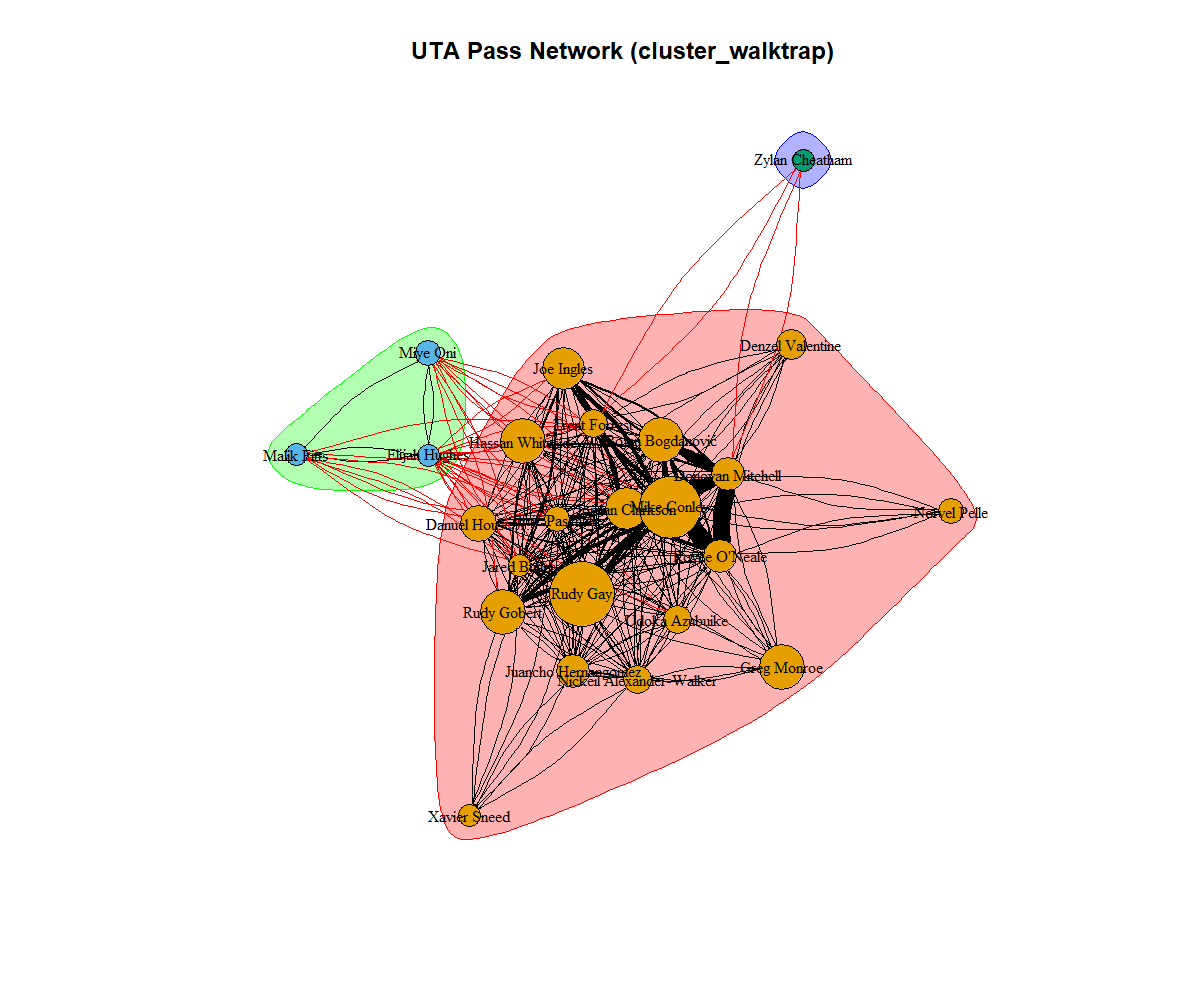 UTA Pass Network (cluster_walktrap)
Zylan Cheatham
Denzel Valentine
Miye Oni
Joe Ingles
Trent Forrest
Hassan Whiteside
Bojan Bogdanović
Malik Fitts
Elijah Hughes
Donovan Mitchell
Mike Conley
Clarkson
Norvel Pelle
Danuel House
Paschall
Royce O'Neale
Jared Butler
Rudy Gay
Rudy Gobert
Udoka Azubuike
Greg Monroe
Juancho Hernangomez
Nickeil Alexander-Walker
Xavier Sneed